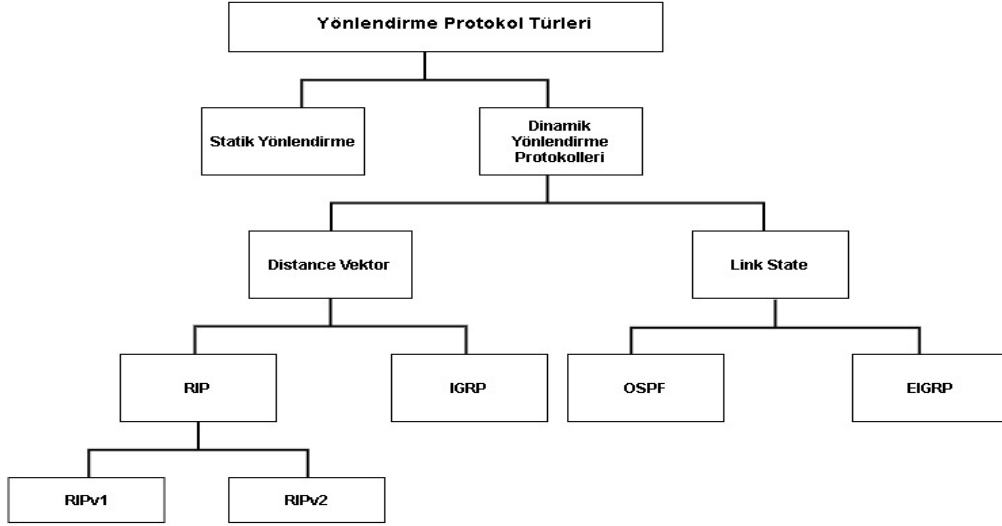 Yönlendirme Protokol Türleri
Statik Yönlendirme
Dinamik
Yönlendirme
Protokolleri
Distance Vektor
Link State
RIP
IGRP
OSPF
EIGRP
RIPv1
RIPv2